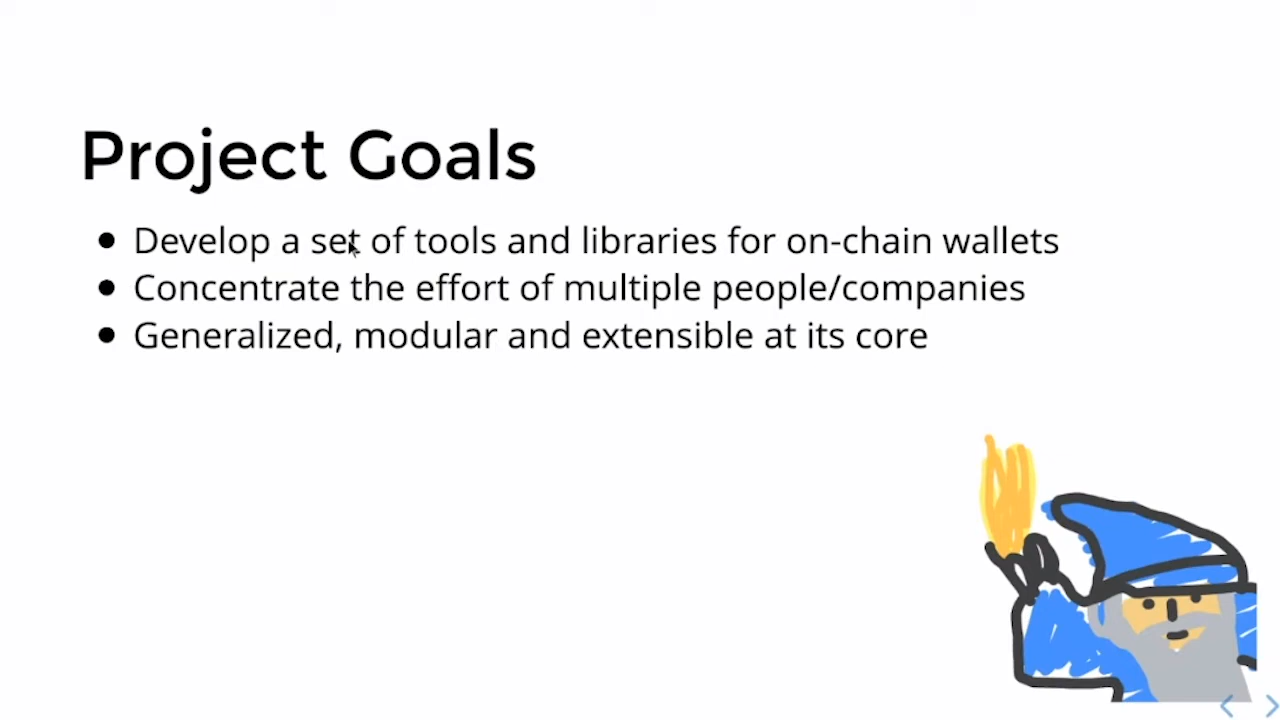 Project Goals
Develop a set of tools and libraries for on-chain wallets
Concentrate the effort of multiple people/companies
Generalized, modular and extensible at its core